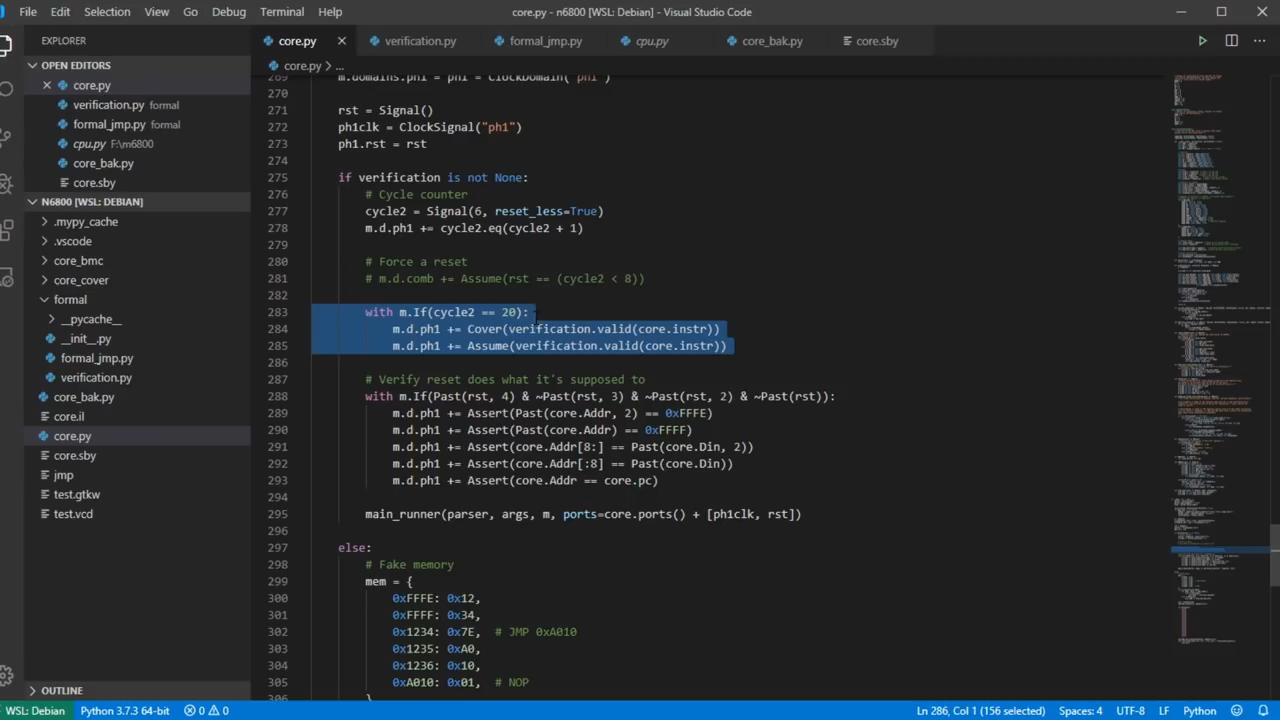 File Edit Selection View Go Debug Terminal Help core.py [WSL: Debian] - Visual Studio Code
EXPLORER
core.py verification.py formal_jmp.py cpu.py core_bak.py core.sby
OPEN EDITORS
core.py
verification.py formal
formal_jmp.py formal
cpu.py F:\m6800
core_bak.py
core.sby
N6800 [WSL: DEBIAN]
.mypy_cache
.vscode
core_bmc
core_cover
formal
__pycache__
__init__.py
formal_jmp.py
verification.py
core_bak.py
core.il
core.py
core.sby
jmp
test.gtkw
test.vcd
OUTLINE
core.py > ...
269 m.domains.ph1 = ph1 = ClockDomain("ph1")
270
271 rst = Signal()
272 ph1clk = ClockSignal("ph1")
273 ph1.rst = rst
274
275 if verification is not None:
276 # Cycle counter
277 cycle2 = Signal(6, reset_less=True)
278 m.d.ph1 += cycle2.eq(cycle2 + 1)
279
280 # Force a reset
281 # m.d.comb += Assume(rst == (cycle2 < 8))
282
283 with m.If(cycle2 == 20):
284 m.d.ph1 += Cover(verification.valid(core.instr))
285 m.d.ph1 += Assume(verification.valid(core.instr))
286
287 # Verify reset does what it's supposed to
288 with m.If(Past(rst, 4) & ~Past(rst, 3) & ~Past(rst, 2) & ~Past(rst)):
289 m.d.ph1 += Assert(Past(core.Addr, 2) == 0xFFFE)
290 m.d.ph1 += Assert(Past(core.Addr) == 0xFFFF)
291 m.d.ph1 += Assert(core.Addr[8:] == Past(core.Din, 2))
292 m.d.ph1 += Assert(core.Addr[:8] == Past(core.Din))
293 m.d.ph1 += Assert(core.Addr == core.pc)
294
295 main_runner(parser, args, m, ports=core.ports() + [ph1clk, rst])
296
297 else:
298 # Fake memory
299 mem = {
300 0xFFFE: 0x12,
301 0xFFFF: 0x34,
302 0x1234: 0x7E, # JMP 0xA010
303 0x1235: 0xA0,
304 0x1236: 0x10,
305 0xA010: 0x01, # NOP
306 }
WSL: Debian Python 3.7.3 64-bit 0 0 Ln 286, Col 1 (156 selected) Spaces: 4 UTF-8 LF Python